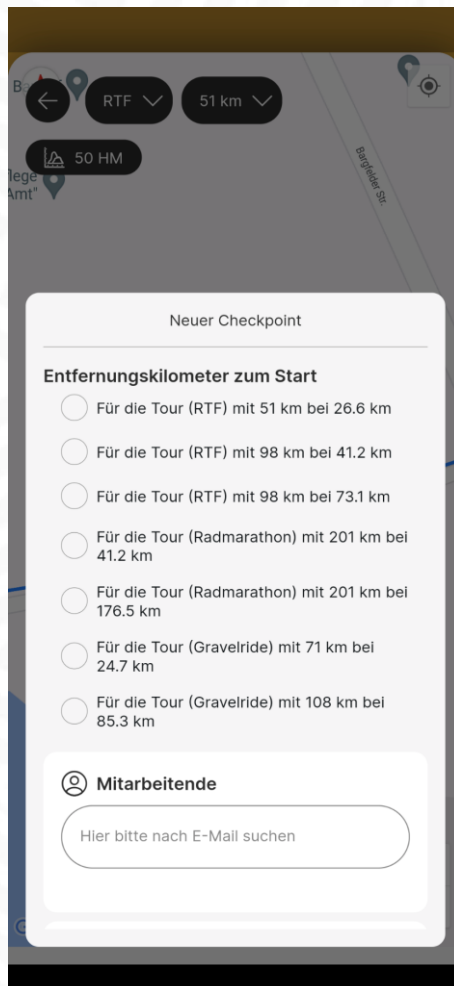 B
RTF
51 km
50 HM
lege
Amt"
Bargfelder Str.
Neuer Checkpoint
Entfernungskilometer zum Start
Für die Tour (RTF) mit 51 km bei 26.6 km
Für die Tour (RTF) mit 98 km bei 41.2 km
Für die Tour (RTF) mit 98 km bei 73.1 km
Für die Tour (Radmarathon) mit 201 km bei
41.2 km
Für die Tour (Radmarathon) mit 201 km bei
176.5 km
Für die Tour (Gravelride) mit 71 km bei
24.7 km
Für die Tour (Gravelride) mit 108 km bei
85.3 km
Mitarbeitende
Hier bitte nach E-Mail suchen
G